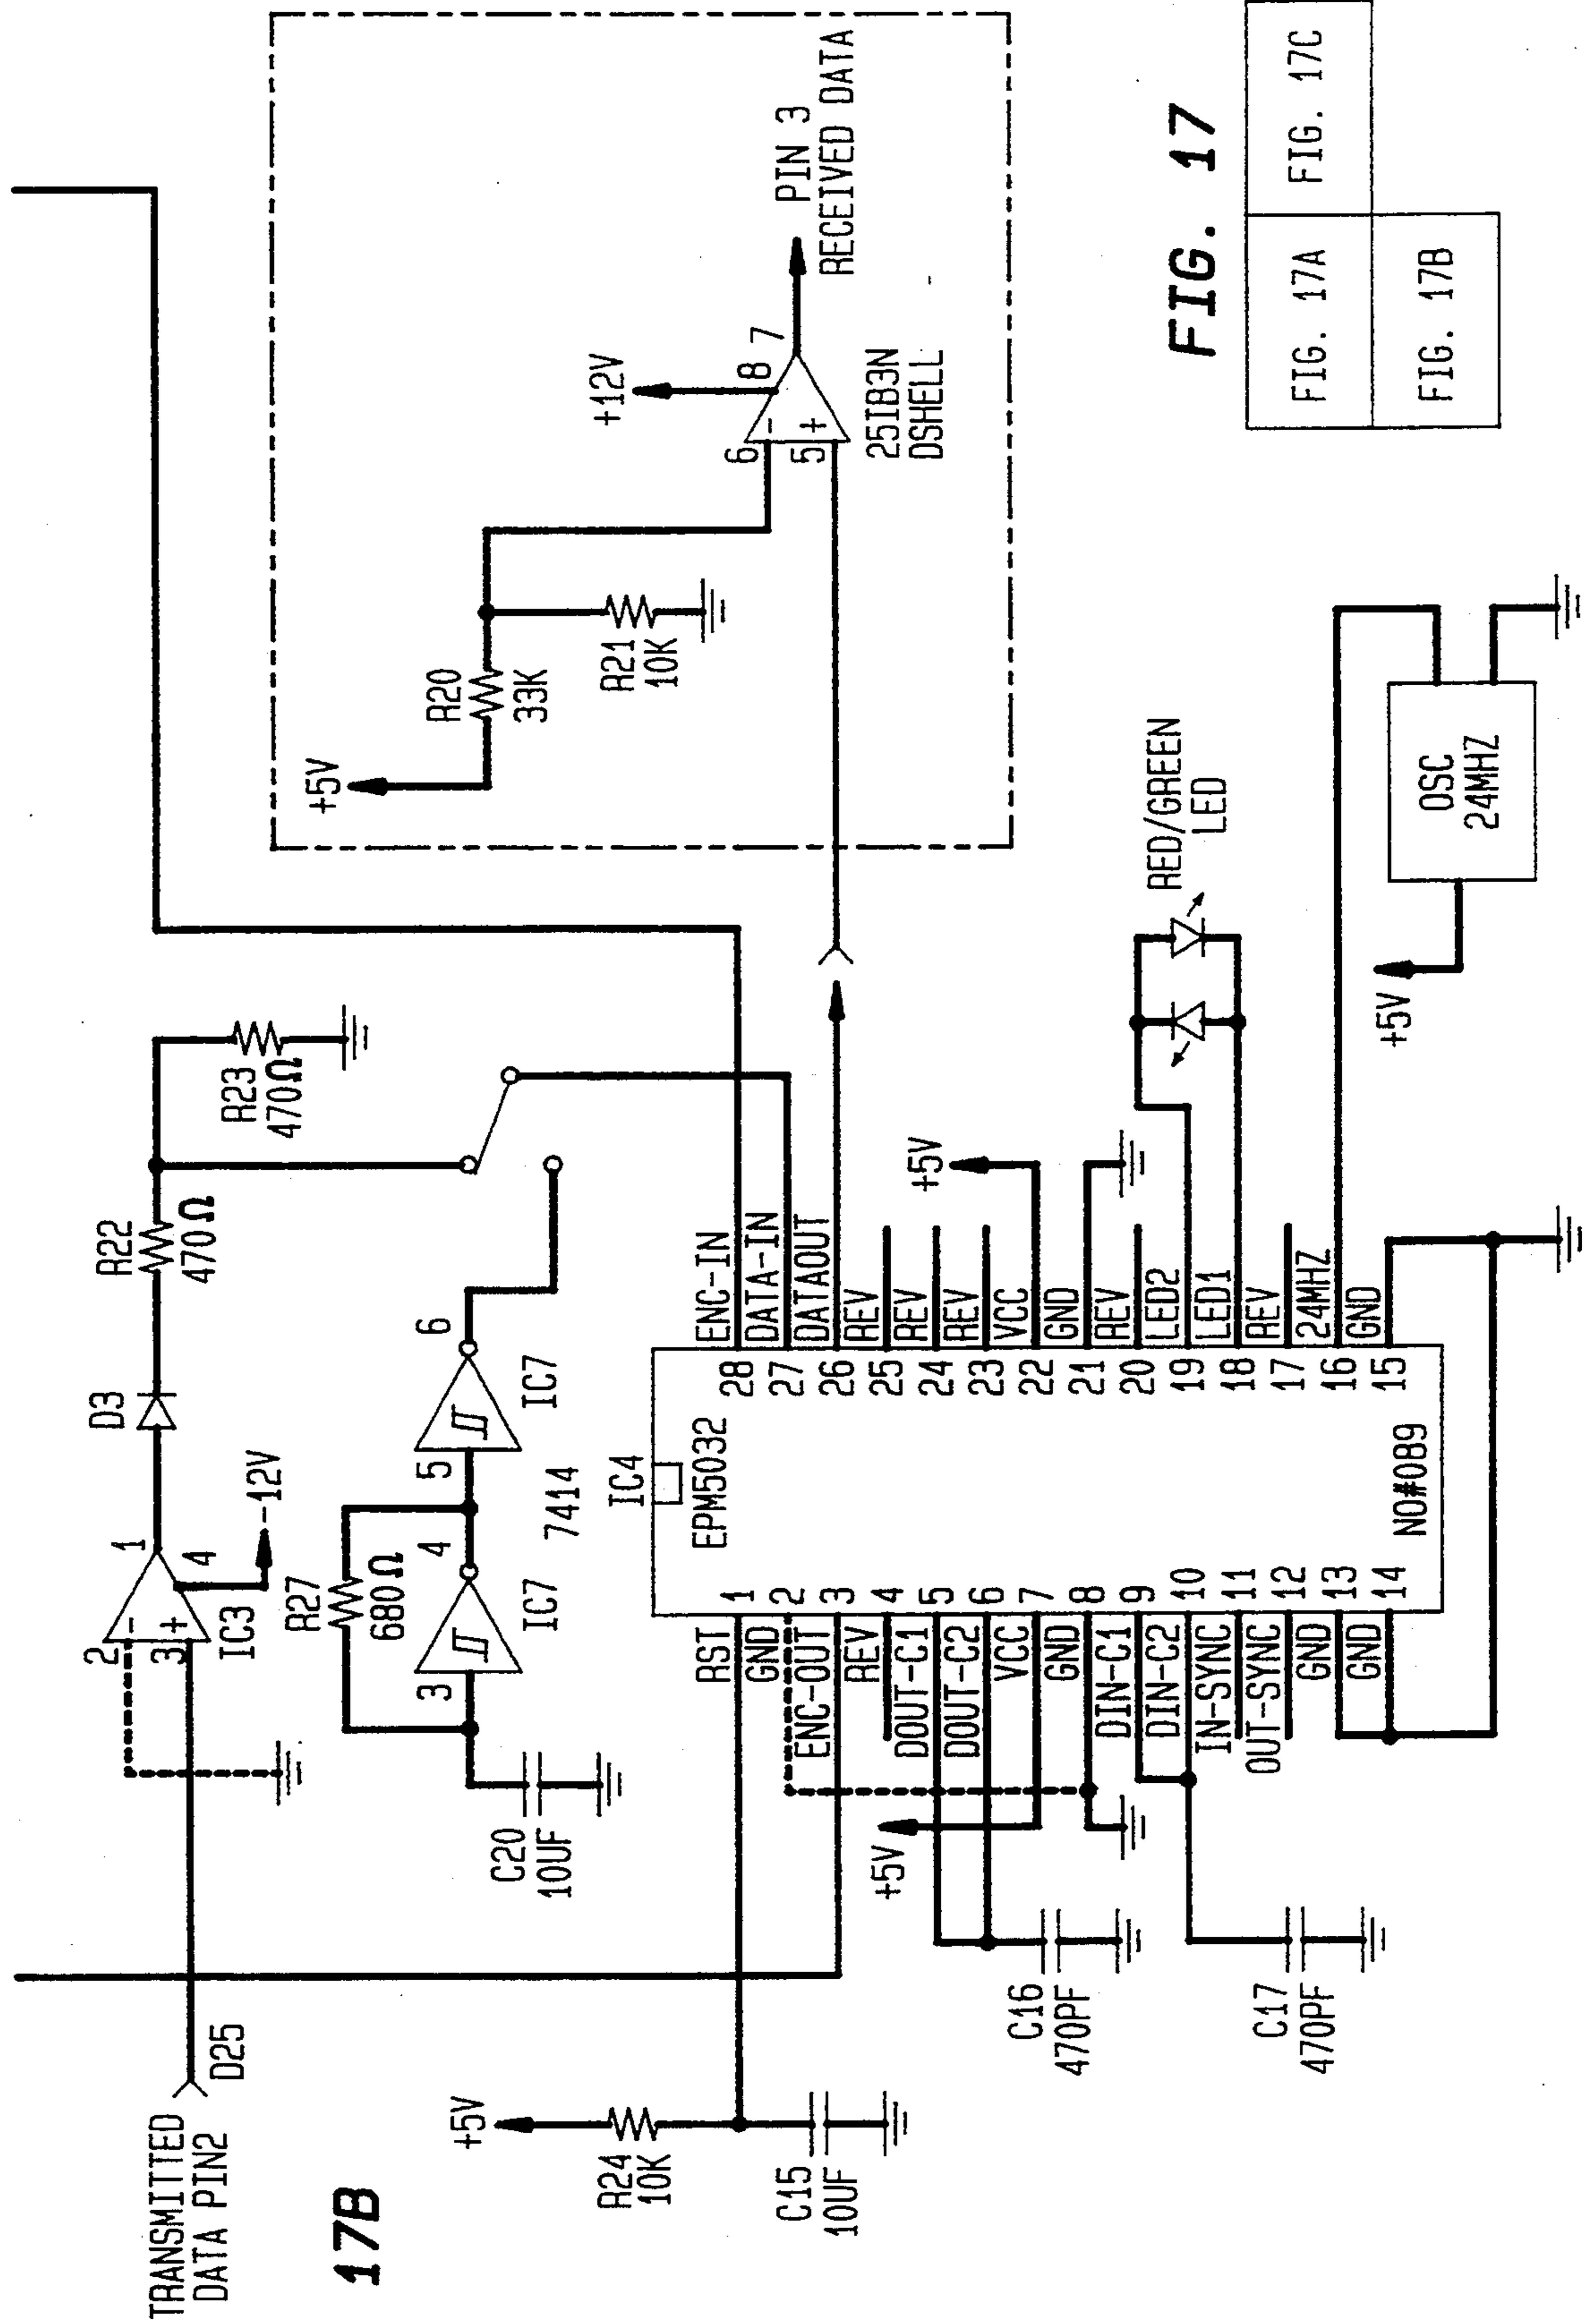 TRANSMITTED
DATA PIN2
D25
17B
2
3
-
+
IC3
1
4
-12V
D3
R22
470Ω
R23
470Ω
R27
680Ω
3
IC7
4
7414
5
IC7
6
C20
10UF
+5V
R24
10K
C15
10UF
IC4
EPM5032
NO#089
RST
1
GND
2
ENC-OUT
3
REV
4
DOUT-C1
5
DOUT-C2
6
VCC
7
GND
8
DIN-C1
9
DIN-C2
10
IN-SYNC
11
OUT-SYNC
12
GND
13
GND
14
ENC-IN
28
DATA-IN
27
DATAOUT
26
REV
25
REV
24
REV
23
VCC
22
GND
21
REV
20
LED2
19
LED1
18
REV
17
24MHZ
16
GND
15
+5V
C16
470PF
C17
470PF
+5V
RED/GREEN
LED
+5V
OSC
24MHZ
+5V
R20
33K
R21
10K
+12V
6
-
5
+
8
7
25IB3N
DSHELL
PIN 3
RECEIVED DATA
FIG. 17
FIG. 17A
FIG. 17C
FIG. 17B